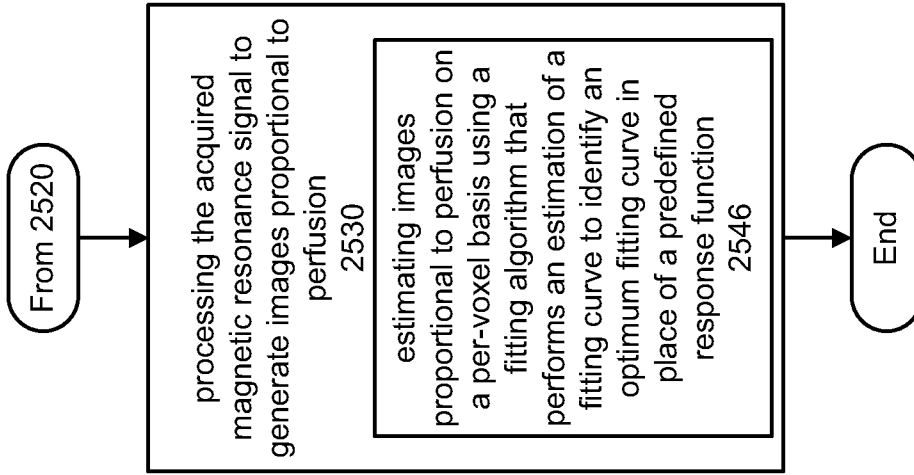 From 2520
processing the acquired
magnetic resonance signal to
generate images proportional to
perfusion
2530
estimating images
proportional to perfusion on
a per-voxel basis using a
fitting algorithm that
performs an estimation of a
fitting curve to identify an
optimum fitting curve in
place of a predefined
response function
2546
End